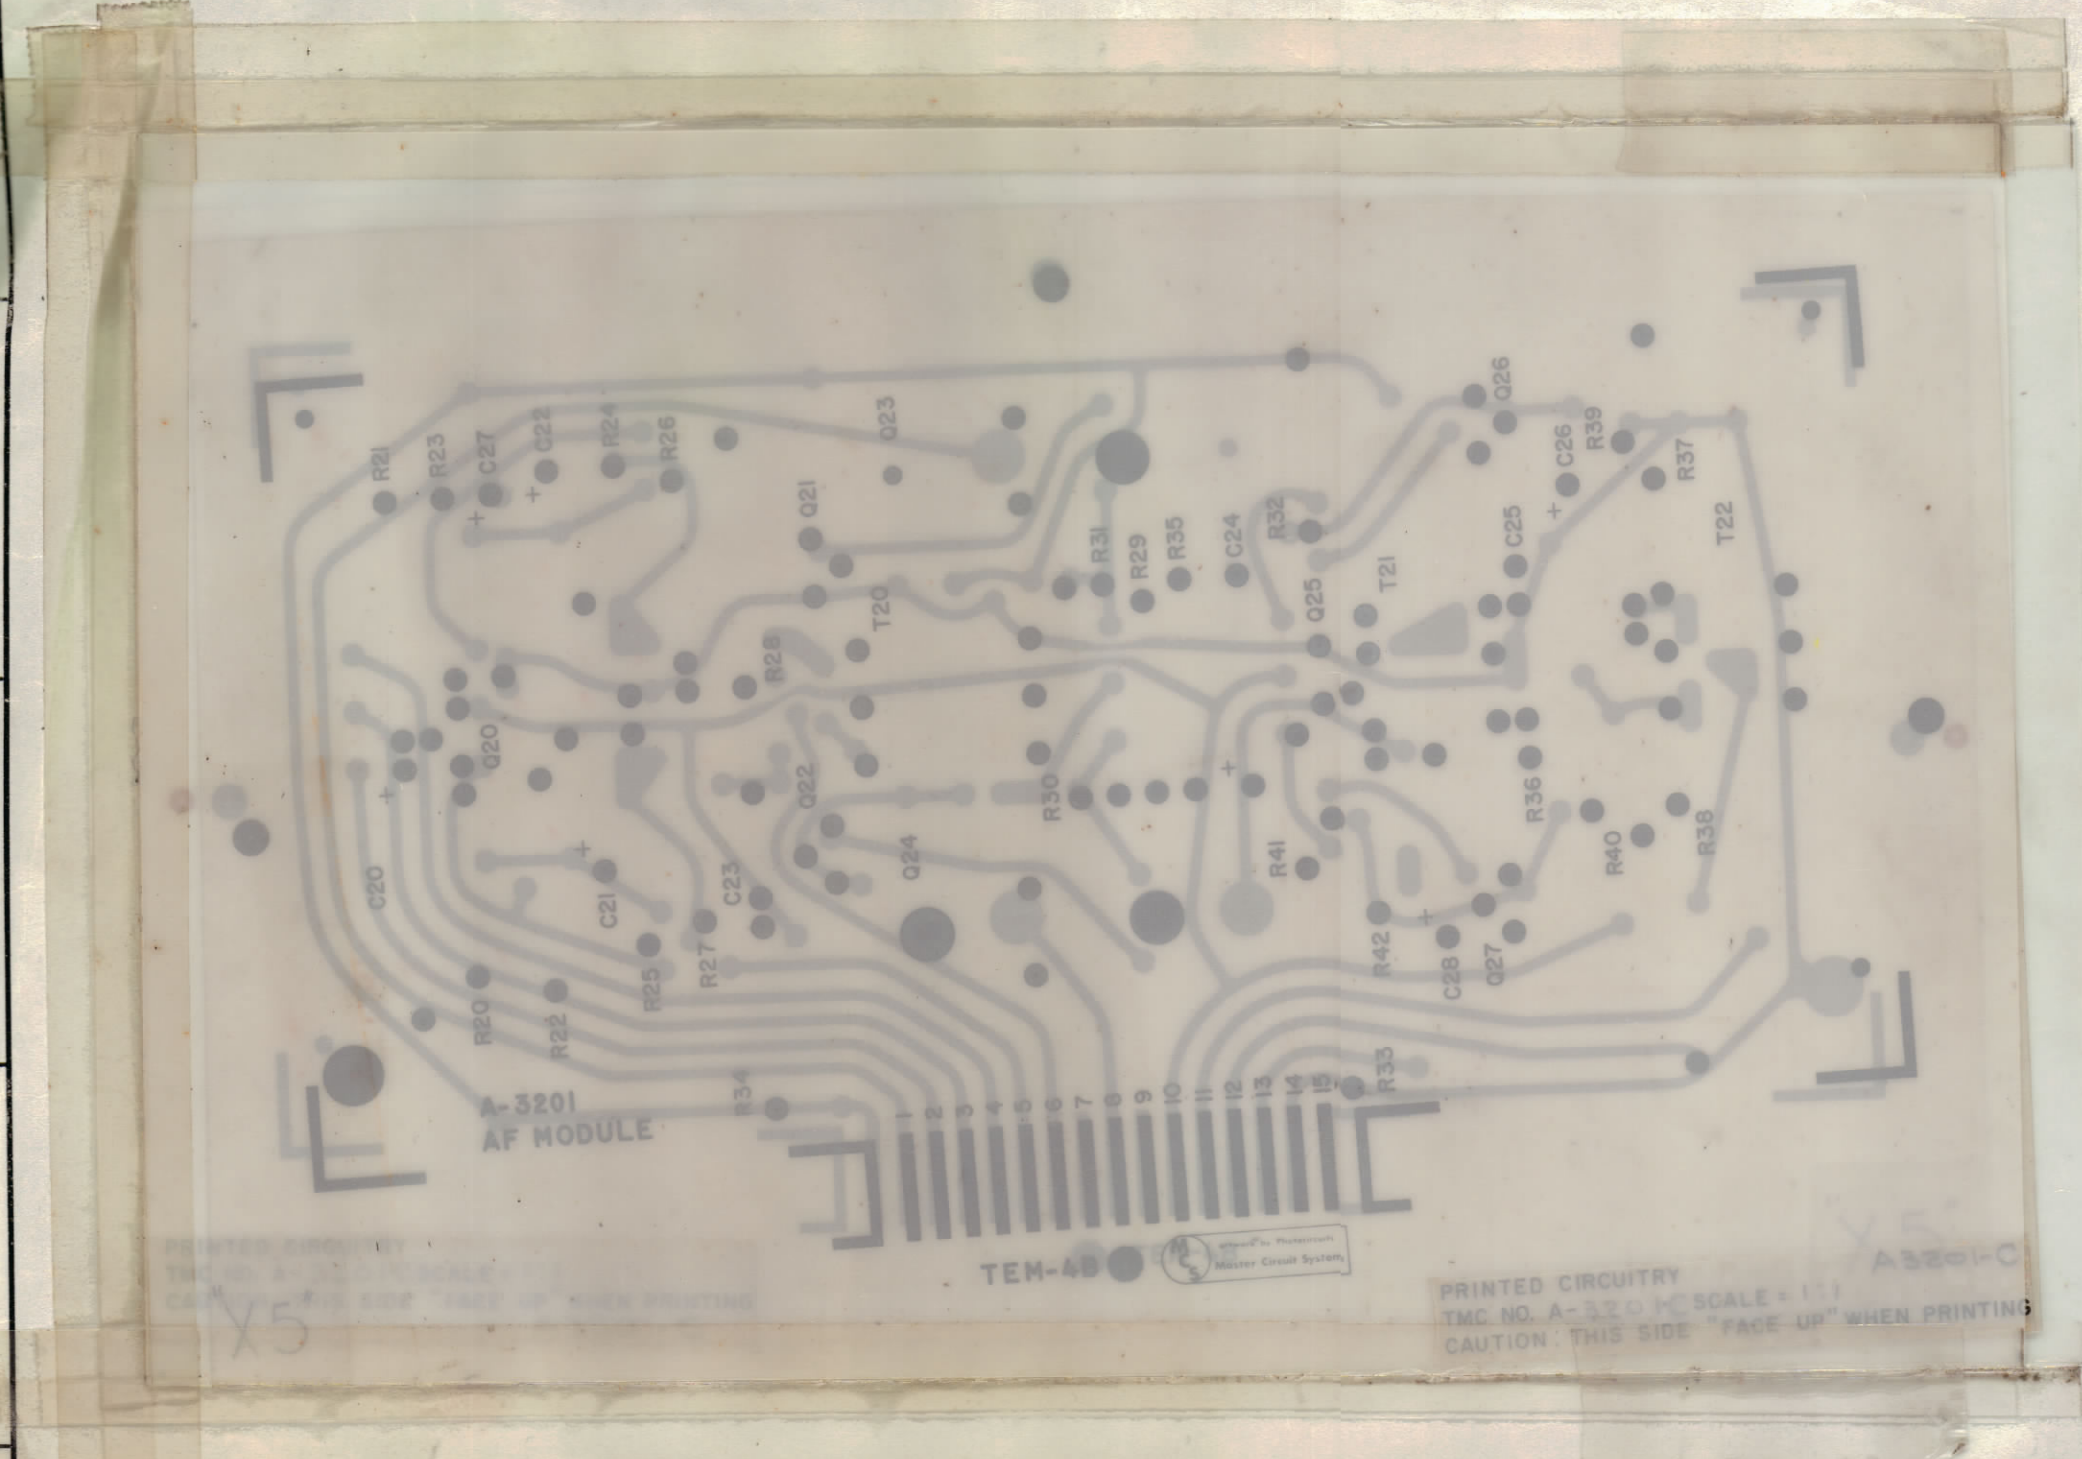 Q26
R21
R23
C27
C22
R24
R26
Q23
C26
R39
R37
+
+
+
Q21
R31
R29
R35
C24
R32
C25
T22
T20
Q25
T21
R28
Q20
Q22
R30
+
R36
+
C20
+
C21
C23
Q24
R41
R40
R38
+
R25
R27
R42
C28
Q27
R20
R22
R34
R33
A-3201
AF MODULE
1 2 3 4 5 6 7 8 9 10 11 12 13 14 15
TEM-4B
MCS
Master Circuit System
PRINTED CIRCUITRY
"X5
X5
A3201-C
PRINTED CIRCUITRY
TMC NO. A-3201-C SCALE = 1:1
CAUTION: THIS SIDE "FACE UP" WHEN PRINTING